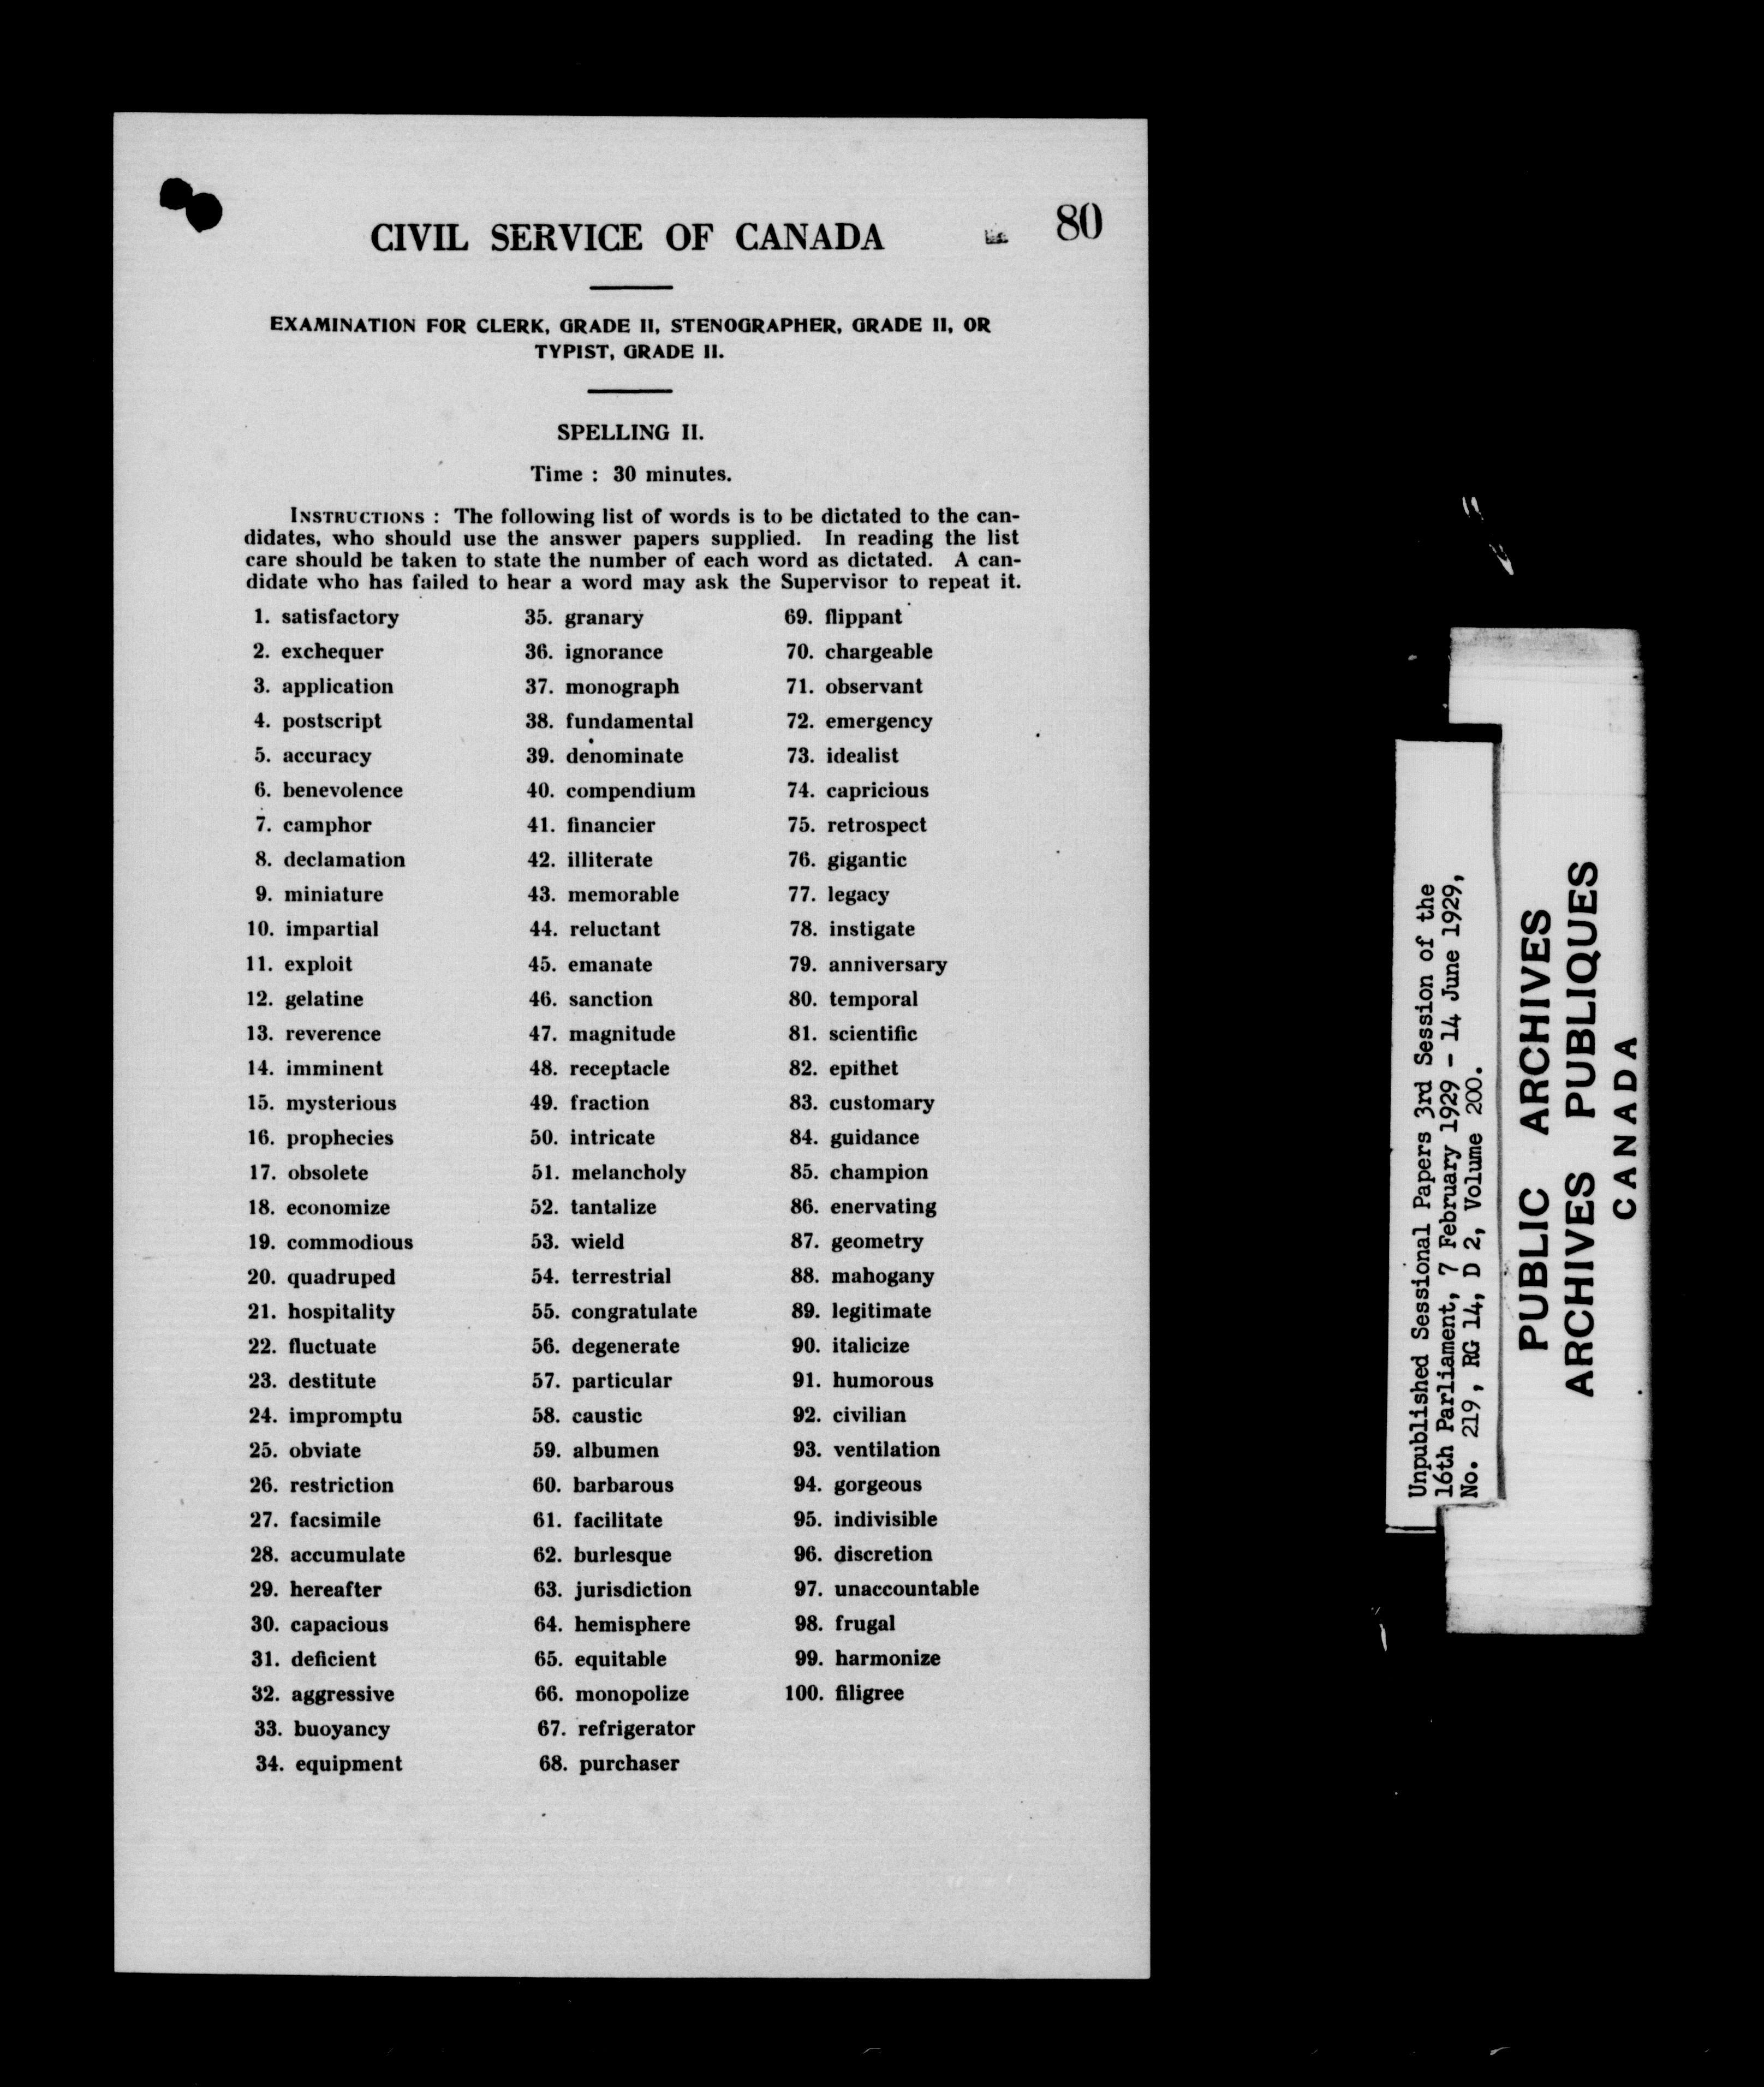 80
CIVIL SERVICE OF CANADA
EXAMINATION FOR CLERK, GRADE II, STENOGRAPHER, GRADE II, OR
TYPIST, GRADE II.
SPELLING II.
Time : 30 minutes.
INSTRUCTIONS : The following list of words is to be dictated to the can-
didates, who should use the answer papers supplied. In reading the list
care should be taken to state the number of each word as dictated. A can-
didate who has failed to hear a word may ask the Supervisor to repeat it.
1. satisfactory
2. exchequer
3. application
4. postscript
5. accuracy
6. benevolence
7. camphor
8. declamation
9. miniature
10. impartial
11. exploit
12. gelatine
13. reverence
14. imminent
15. mysterious
16. prophecies
17. obsolete
18. economize
19. commodious
20. quadruped
21. hospitality
22. fluctuate
23. destitute
24. impromptu
25. obviate
26. restriction
27. facsimile
28. accumulate
29. hereafter
30. capacious
31. deficient
32. aggressive
33. buoyancy
34. equipment
35. granary
36. ignorance
37. monograph
38. fundamental
39. denominate
40. compendium
41. financier
42. illiterate
43. memorable
44. reluctant
45. emanate
46. sanction
47. magnitude
48. receptacle
49. fraction
50. intricate
51. melancholy
52. tantalize
53. wield
54. terrestrial
55. congratulate
56. degenerate
57. particular
58. caustic
59. albumen
60. barbarous
61. facilitate
62. burlesque
63. jurisdiction
64. hemisphere
65. equitable
66. monopolize
67. refrigerator
68. purchaser
69. flippant
70. chargeable
71. observant
72. emergency
73. idealist
74. capricious
75. retrospect
76. gigantic
77. legacy
78. instigate
79. anniversary
80. temporal
81. scientific
82. epithet
83. customary
84. guidance
85. champion
86. enervating
87. geometry
88. mahogany
89. legitimate
90. italicize
91. humorous
92. civilian
93. ventilation
94. gorgeous
95. indivisible
96. discretion
97. unaccountable
98. frugal
99. harmonize
100. filigree
Unpublished Sessional Papers 3rd Session of the
16th Parliament, 7 February 1929 - 14 June 1929,
No. 219, RG 14, D 2, Volume 200.
PUBLIC ARCHIVES
ARCHIVES PUBLIQUES
CANADA